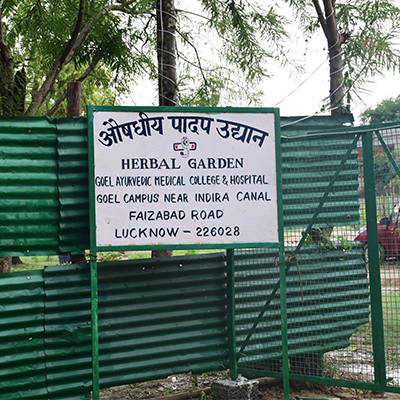 औषधीय पादप उद्यान
HERBAL GARDEN
GOEL AYURVEDIC MEDICAL COLLEGE & HOSPITAL
GOEL CAMPUS NEAR INDIRA CANAL
FAIZABAD ROAD
LUCKNOW - 226028